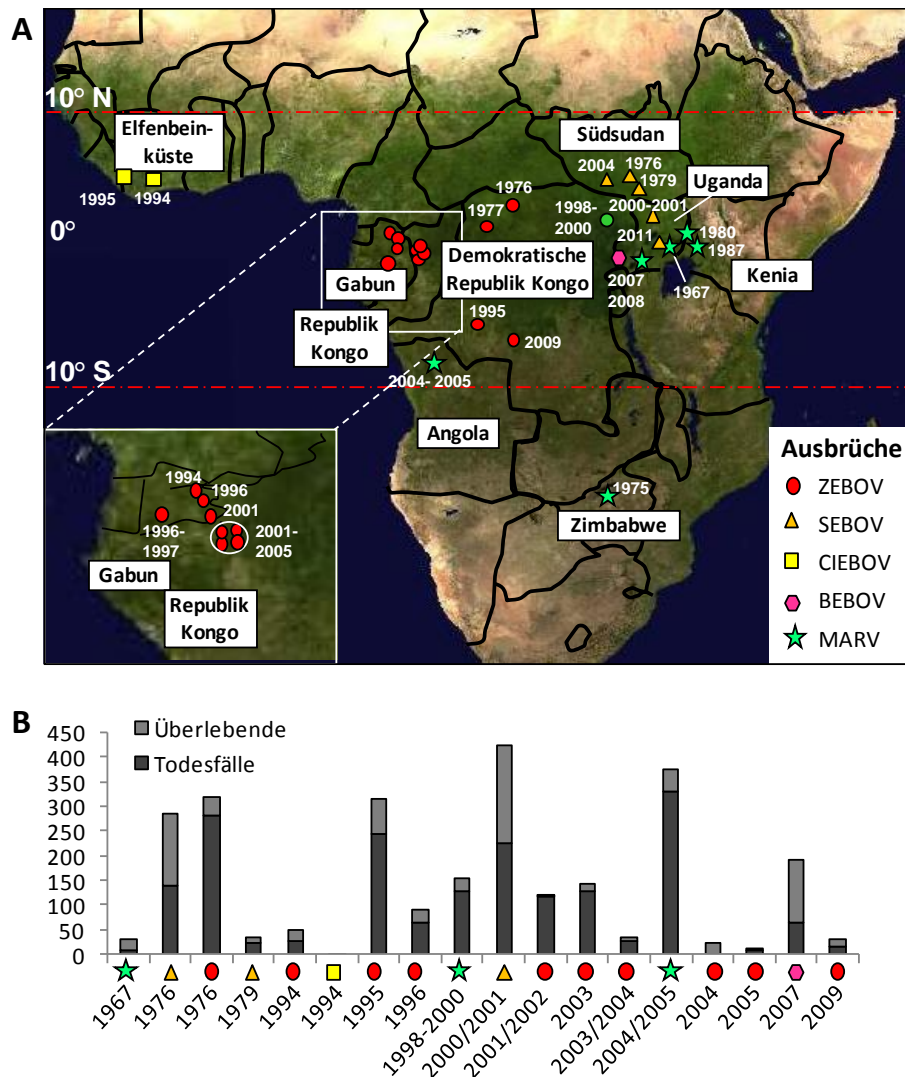 A
10° N
Elfenbein-
küste
1995
1994
0°
Südsudan
2004
1976
1979
Uganda
2000-2001
1976
1977
1998-
2000
2011
1980
1987
Kenia
1967
2007
2008
Demokratische
Republik Kongo
Gabun
Republik
Kongo
1995
2009
10° S
2004- 2005
Angola
1975
Zimbabwe
1994
1996
2001
1996-
1997
2001-
2005
Gabun
Republik
Kongo
Ausbrüche
ZEBOV
SEBOV
CIEBOV
BEBOV
MARV
B
Überlebende
Todesfälle
450
400
350
300
250
200
150
100
50
0
1967
1976
1976
1979
1994
1994
1995
1996
1998-2000
2000/2001
2001/2002
2003
2003/2004
2004/2005
2004
2005
2007
2009